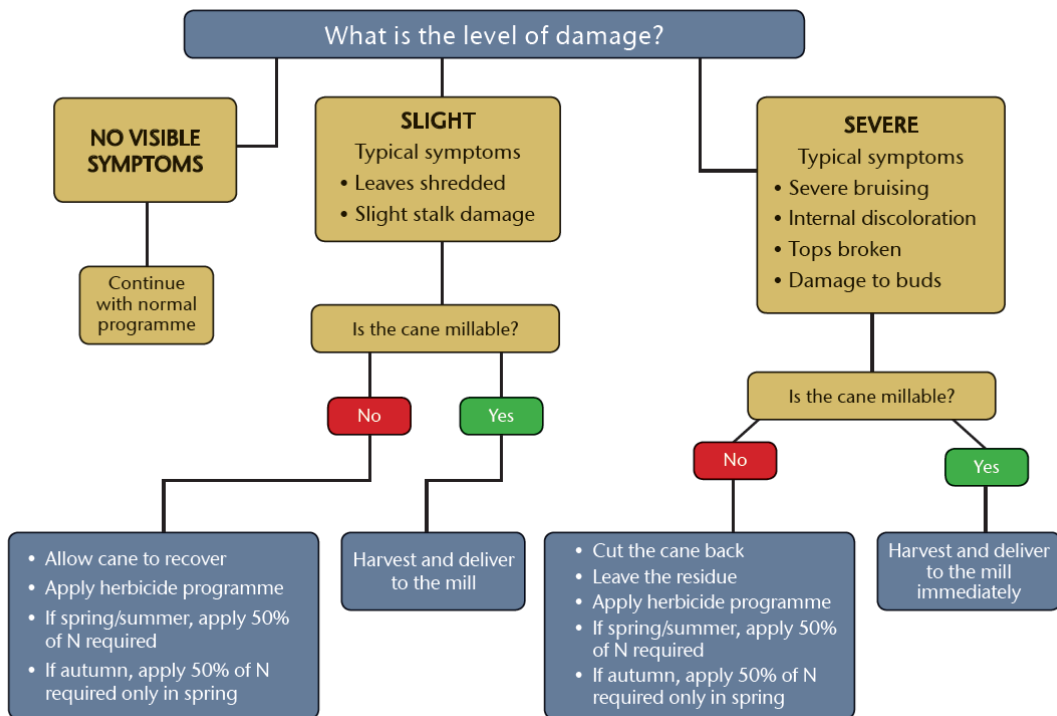 What is the level of damage?
NO VISIBLE
SYMPTOMS
Continue
with normal
programme
SLIGHT
Typical symptoms
• Leaves shredded
• Slight stalk damage
Is the cane millable?
No
Yes
• Allow cane to recover
• Apply herbicide programme
• If spring/summer, apply 50%
of N required
• If autumn, apply 50% of N
required only in spring
Harvest and deliver
to the mill
SEVERE
Typical symptoms
• Severe bruising
• Internal discoloration
• Tops broken
• Damage to buds
Is the cane millable?
No
Yes
• Cut the cane back
• Leave the residue
• Apply herbicide programme
• If spring/summer, apply 50%
of N required
• If autumn, apply 50% of N
required only in spring
Harvest and deliver
to the mill
immediately